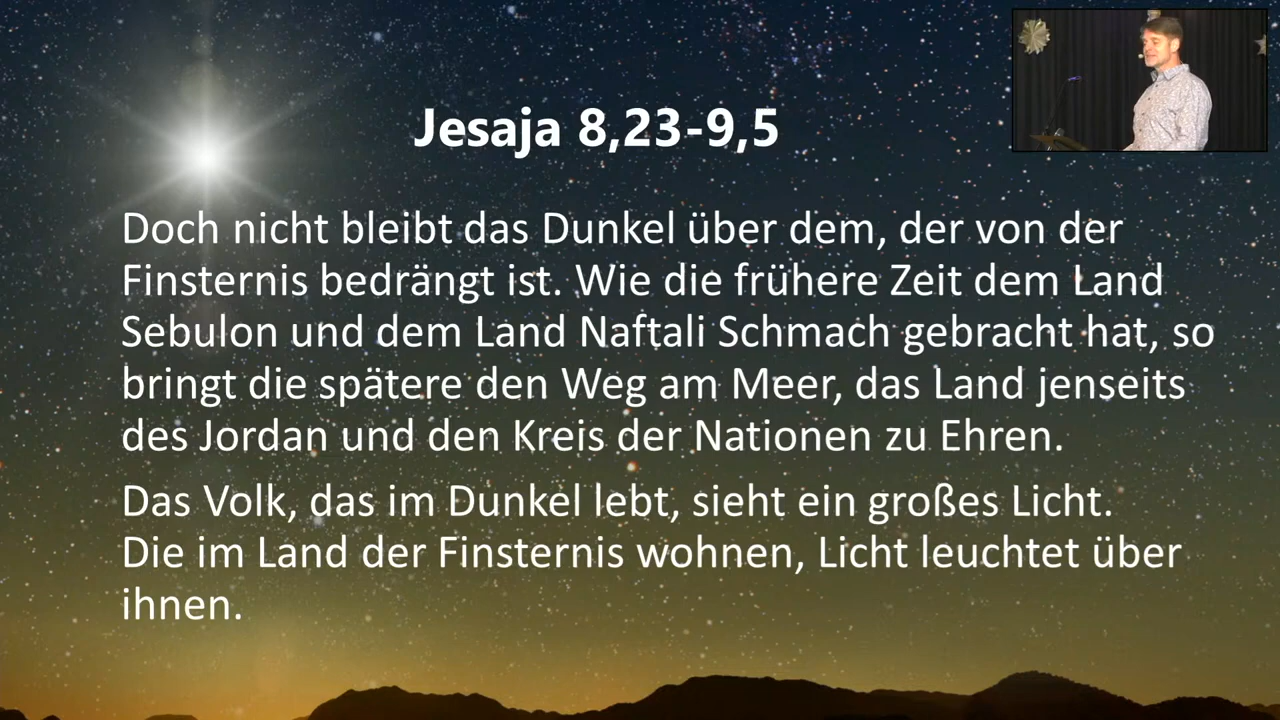 Jesaja 8,23-9,5
Doch nicht bleibt das Dunkel über dem, der von der
Finsternis bedrängt ist. Wie die frühere Zeit dem Land
Sebulon und dem Land Naftali Schmach gebracht hat, so
bringt die spätere den Weg am Meer, das Land jenseits
des Jordan und den Kreis der Nationen zu Ehren.
Das Volk, das im Dunkel lebt, sieht ein großes Licht.
Die im Land der Finsternis wohnen, Licht leuchtet über
ihnen.